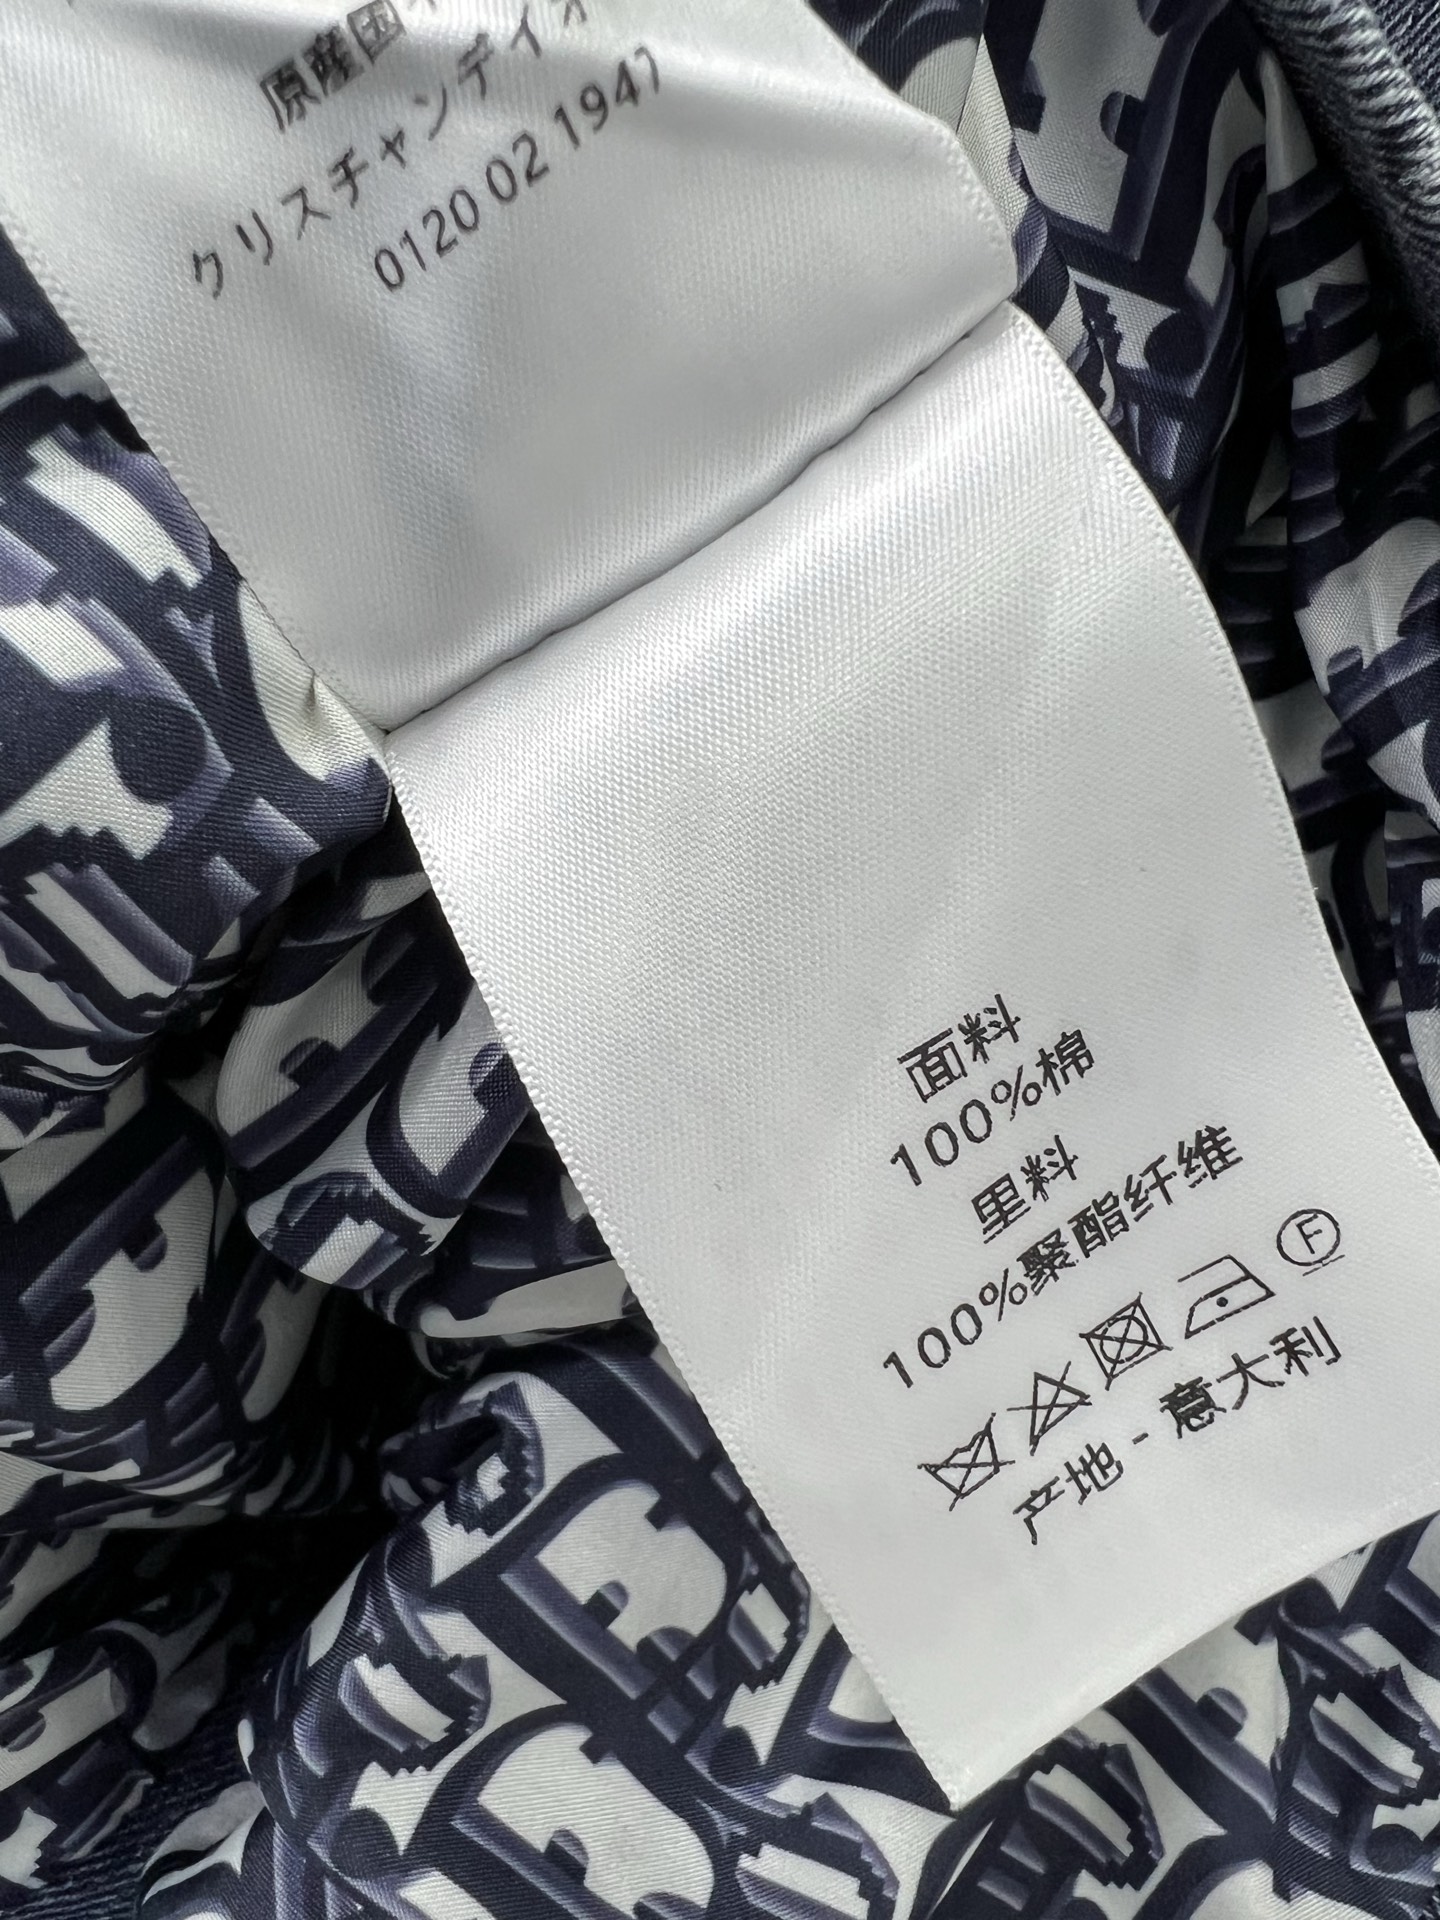 原産国
クリスチャンディオ
0120 02 1947
面料
100%棉
里料
100%聚酯纤维
F
产地 - 意大利